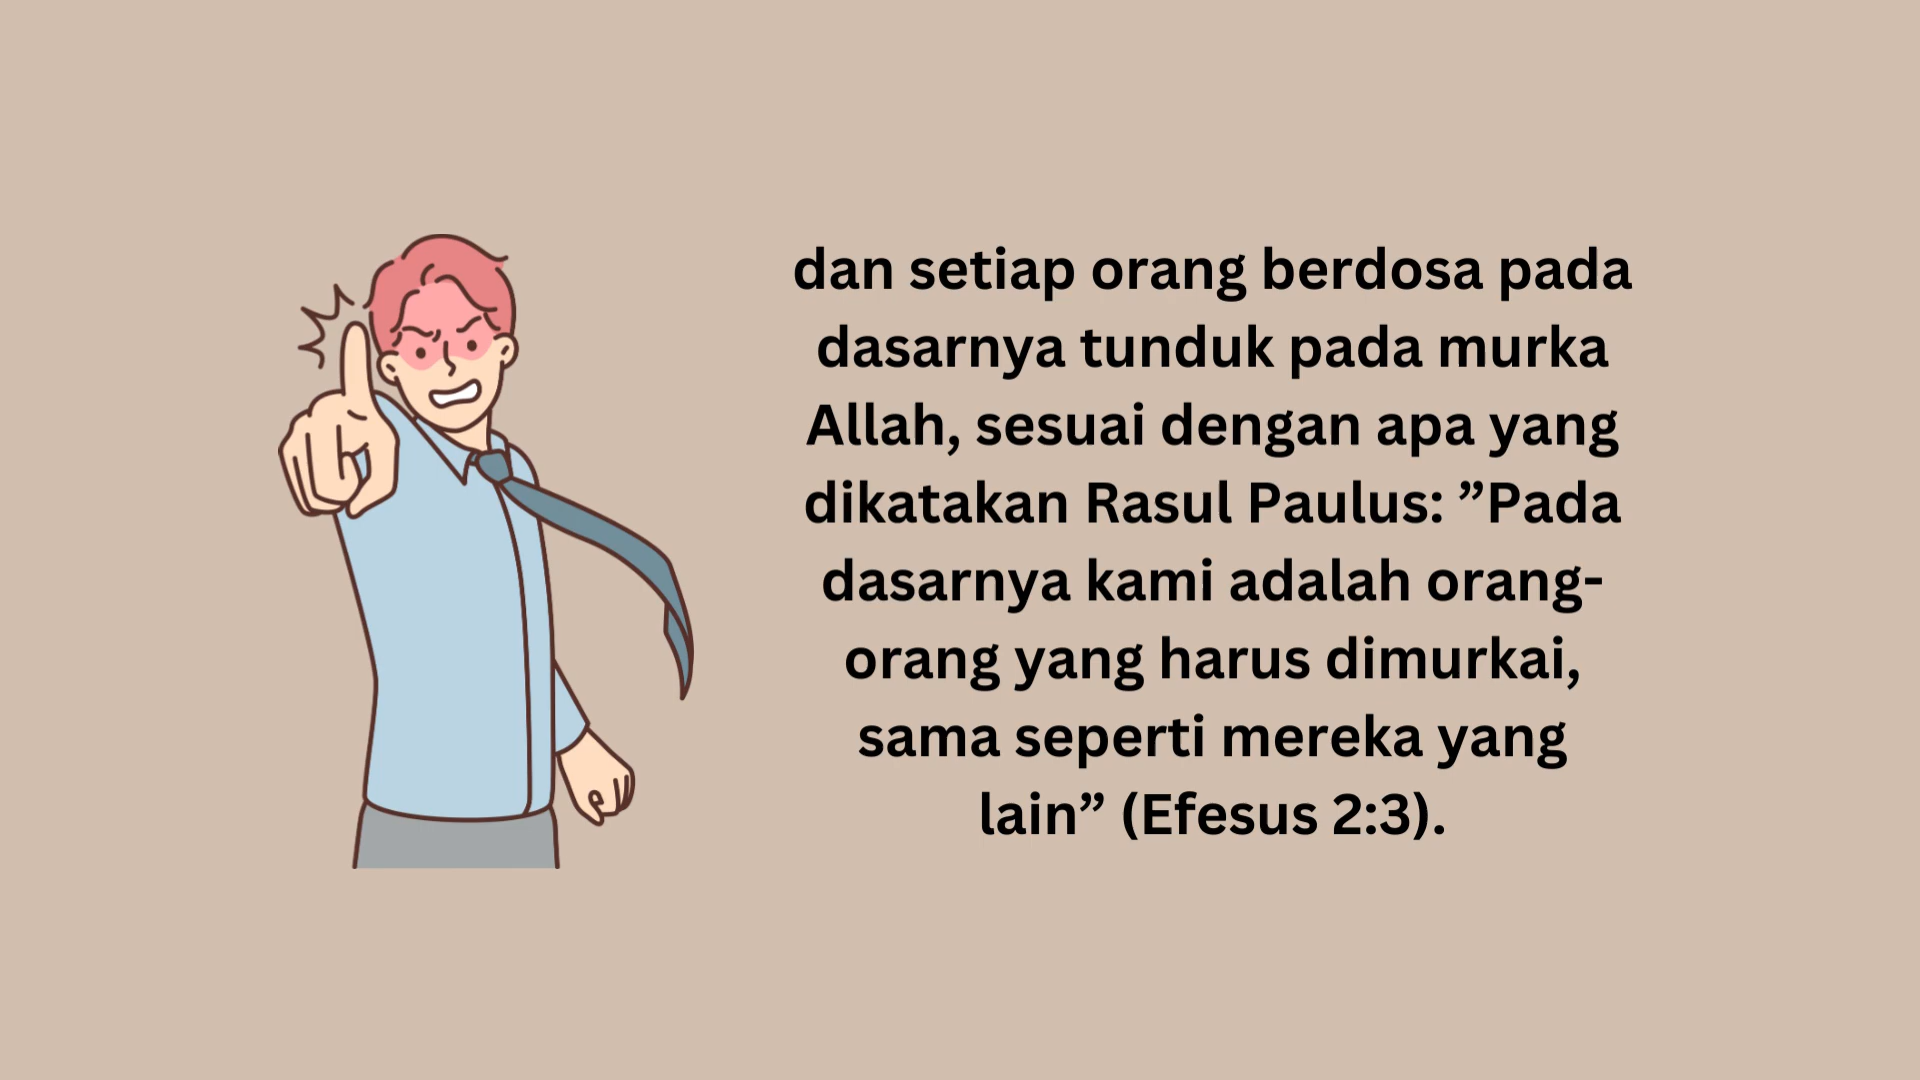 dan setiap orang berdosa pada
dasarnya tunduk pada murka
Allah, sesuai dengan apa yang
dikatakan Rasul Paulus: ”Pada
dasarnya kami adalah orang-
orang yang harus dimurkai,
sama seperti mereka yang
lain” (Efesus 2:3).